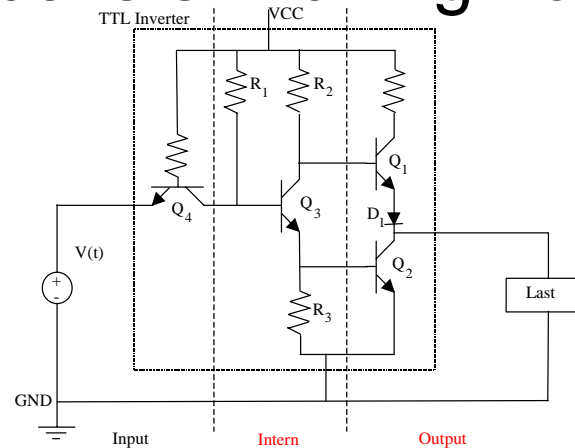 TTL Inverter
VCC
R1
R2
Q1
Q3
Q4
D1
V(t)
+
-
Q2
R3
Last
GND
Input
Intern
Output